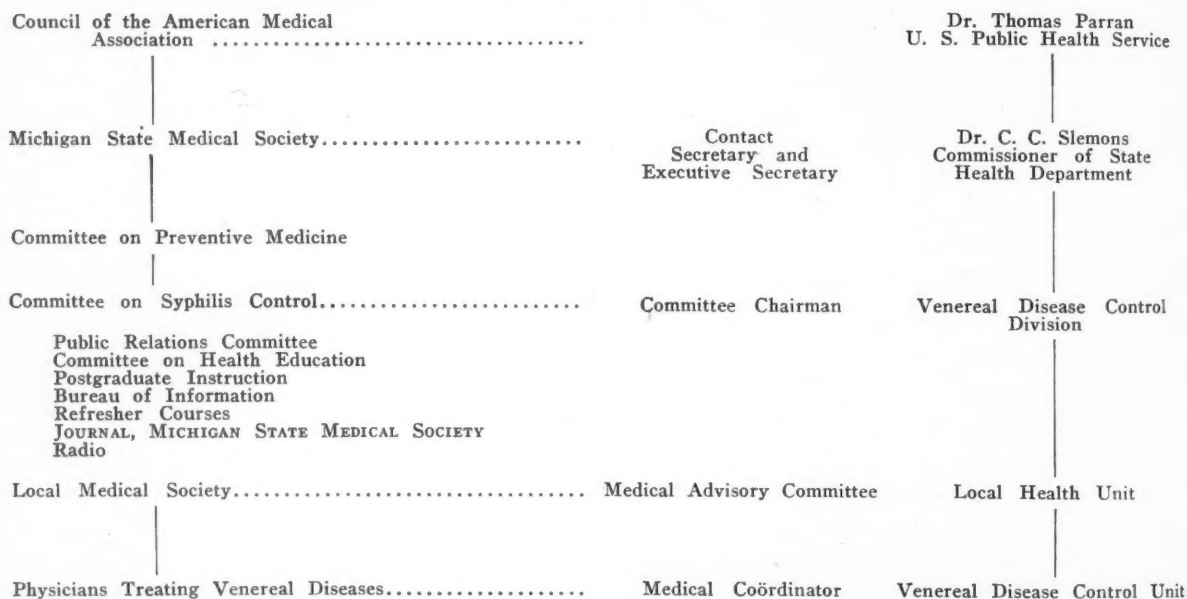 Council of the American Medical
Association ....................................
Dr. Thomas Parran
U. S. Public Health Service
Michigan State Medical Society.........................
Contact
Secretary and
Executive Secretary
Dr. C. C. Slemons
Commissioner of State
Health Department
Committee on Preventive Medicine
Committee on Syphilis Control.........................
Committee Chairman
Venereal Disease Control
Division
Public Relations Committee
Committee on Health Education
Postgraduate Instruction
Bureau of Information
Refresher Courses
JOURNAL, MICHIGAN STATE MEDICAL SOCIETY
Radio
Local Medical Society..................................
Medical Advisory Committee
Local Health Unit
Physicians Treating Venereal Diseases...................
Medical Coördinator
Venereal Disease Control Unit